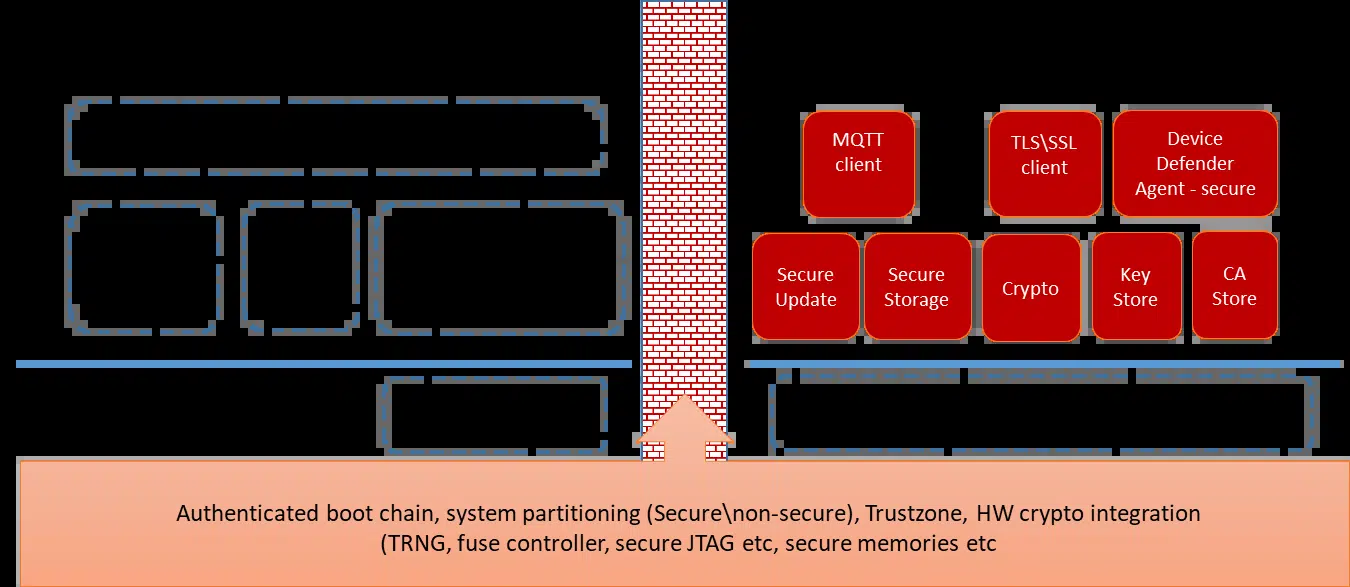 MQTT
client
TLS\SSL
client
Device
Defender
Agent - secure
Secure
Update
Secure
Storage
Crypto
Key
Store
CA
Store
Authenticated boot chain, system partitioning (Secure\non-secure), Trustzone, HW crypto integration
(TRNG, fuse controller, secure JTAG etc, secure memories etc